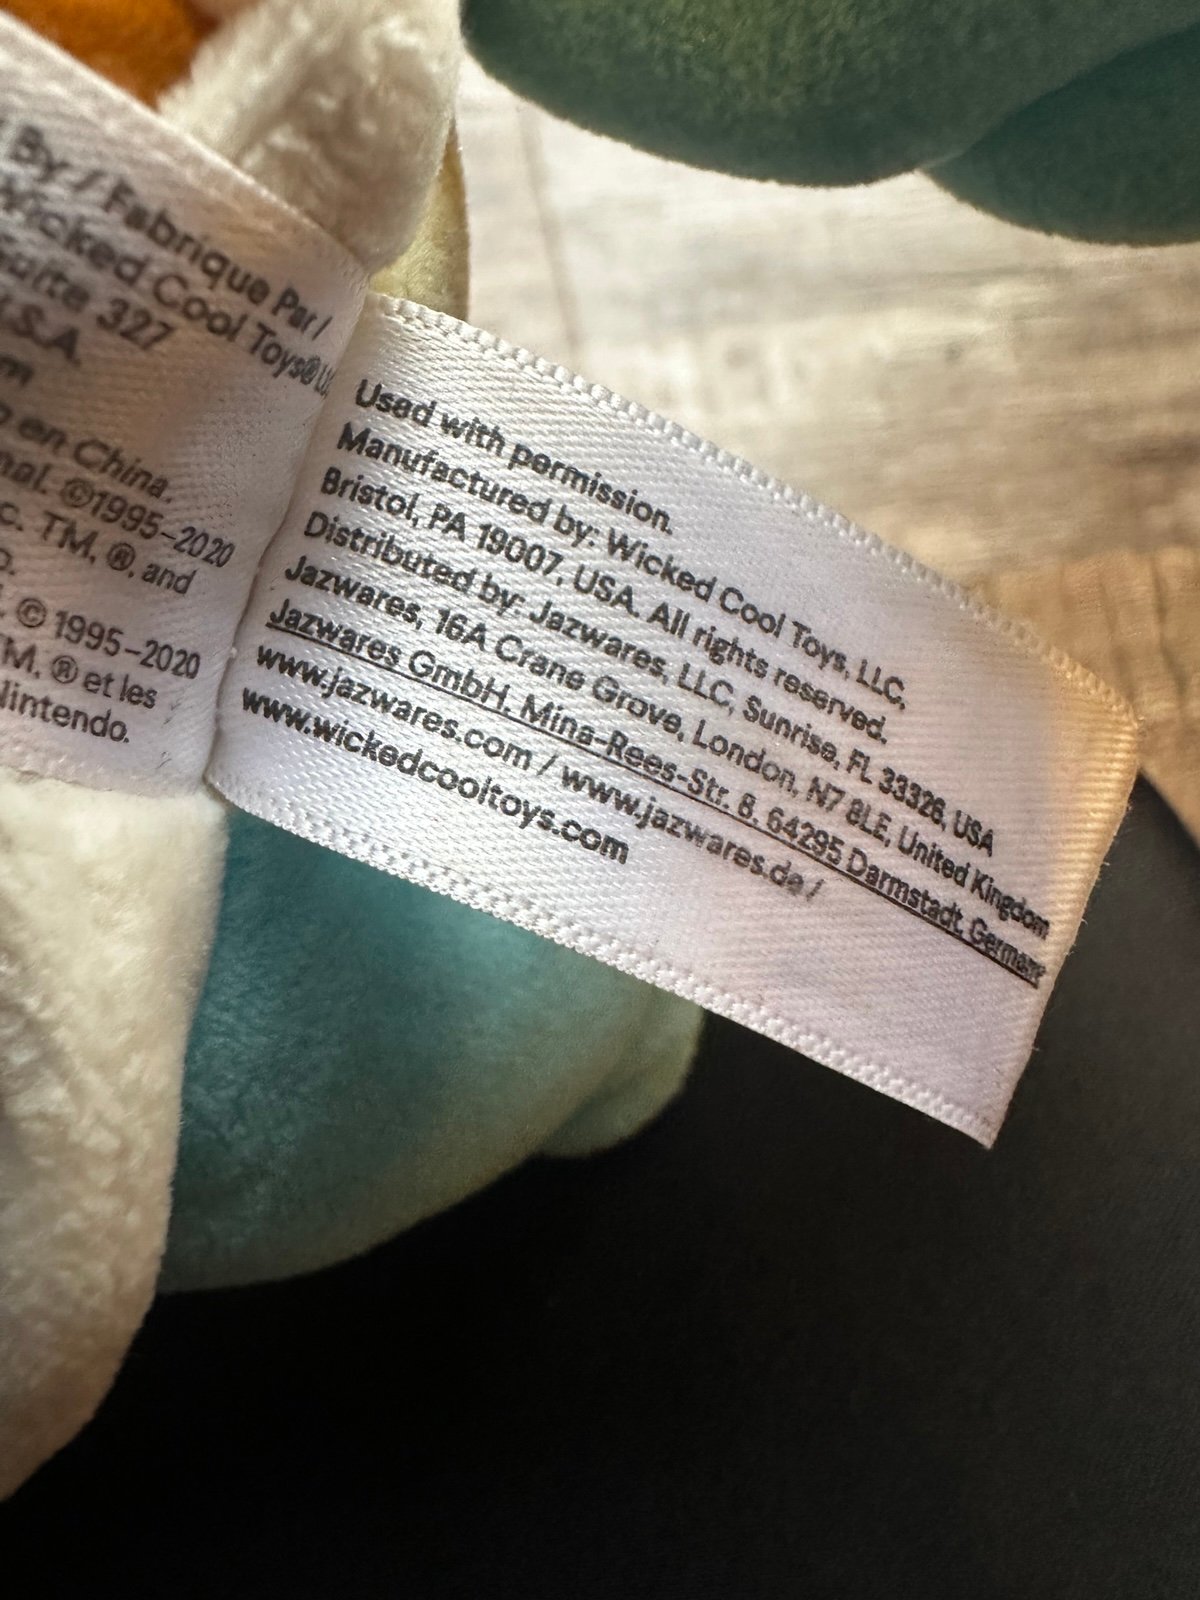 By / Fabrique Par /
Wicked Cool Toys®
Suite 327
U.S.A.
en China.
©1995-2020
TM, ®, and
© 1995-2020
TM, ® et les
Nintendo.
Used with permission.
Manufactured by: Wicked Cool Toys, LLC,
Bristol, PA 19007, USA. All rights reserved.
Distributed by: Jazwares, LLC, Sunrise, FL 33326, USA
Jazwares, 16A Crane Grove, London, N7 8LE, United Kingdom
Jazwares GmbH, Mina-Rees-Str. 8, 64295 Darmstadt, Germany
www.jazwares.com / www.jazwares.de /
www.wickedcooltoys.com